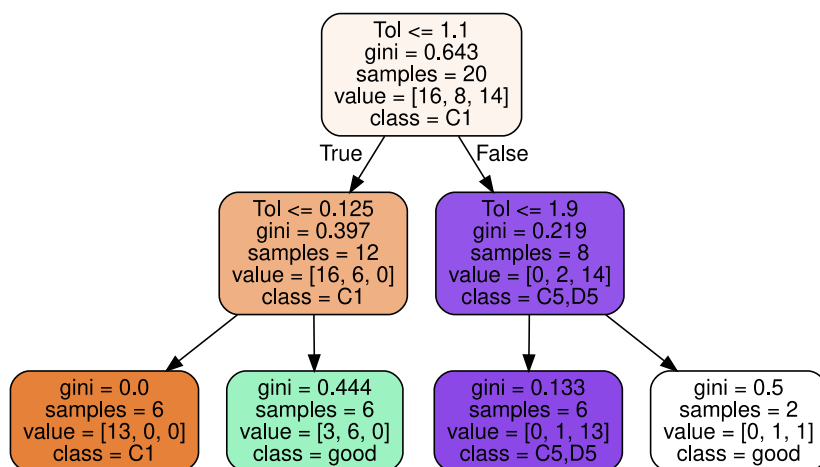 Tol <= 1.1
gini = 0.643
samples = 20
value = [16, 8, 14]
class = C1
True
False
Tol <= 0.125
gini = 0.397
samples = 12
value = [16, 6, 0]
class = C1
Tol <= 1.9
gini = 0.219
samples = 8
value = [0, 2, 14]
class = C5,D5
gini = 0.0
samples = 6
value = [13, 0, 0]
class = C1
gini = 0.444
samples = 6
value = [3, 6, 0]
class = good
gini = 0.133
samples = 6
value = [0, 1, 13]
class = C5,D5
gini = 0.5
samples = 2
value = [0, 1, 1]
class = good